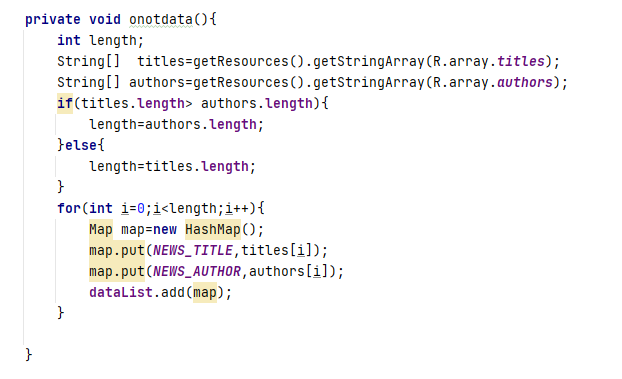 private void onotdata(){
    int length;
    String[]  titles=getResources().getStringArray(R.array.titles);
    String[] authors=getResources().getStringArray(R.array.authors);
    if(titles.length> authors.length){
        length=authors.length;
    }else{
        length=titles.length;
    }
    for(int i=0;i<length;i++){
        Map map=new HashMap();
        map.put(NEWS_TITLE,titles[i]);
        map.put(NEWS_AUTHOR,authors[i]);
        dataList.add(map);
    }

}